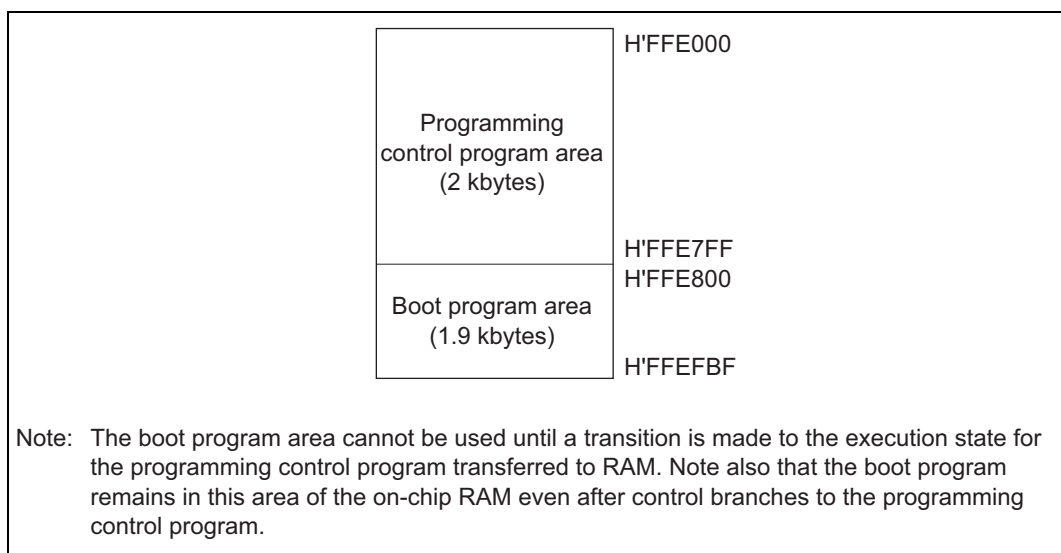 H'FFE000
Programming
control program area
(2 kbytes)
H'FFE7FF
H'FFE800
Boot program area
(1.9 kbytes)
H'FFEFBF
Note: The boot program area cannot be used until a transition is made to the execution state for
the programming control program transferred to RAM. Note also that the boot program
remains in this area of the on-chip RAM even after control branches to the programming
control program.